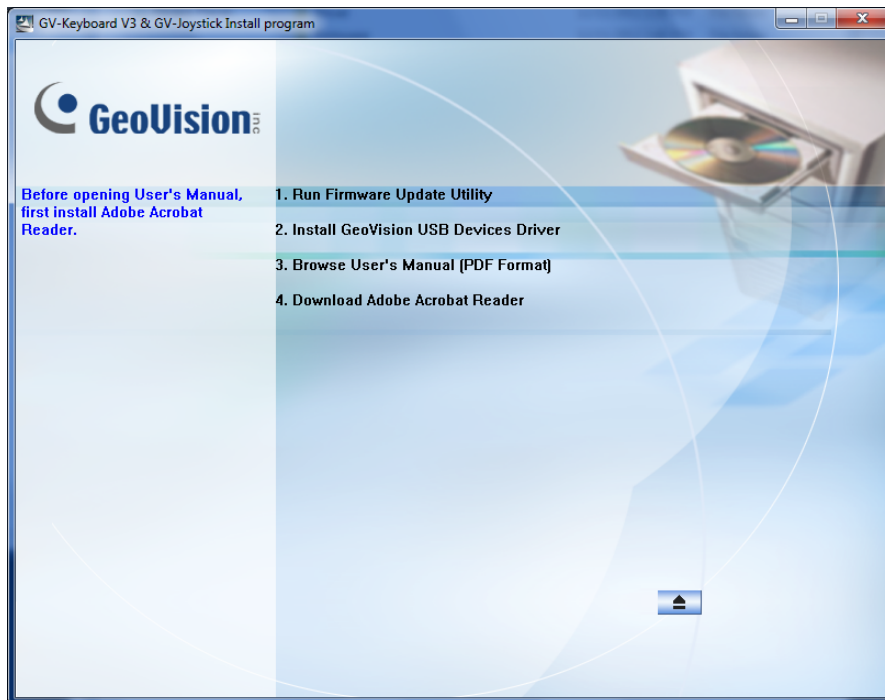 GV-Keyboard V3 & GV-Joystick Install program
GeoVision inc
Before opening User's Manual,
first install Adobe Acrobat
Reader.
1. Run Firmware Update Utility
2. Install GeoVision USB Devices Driver
3. Browse User's Manual (PDF Format)
4. Download Adobe Acrobat Reader